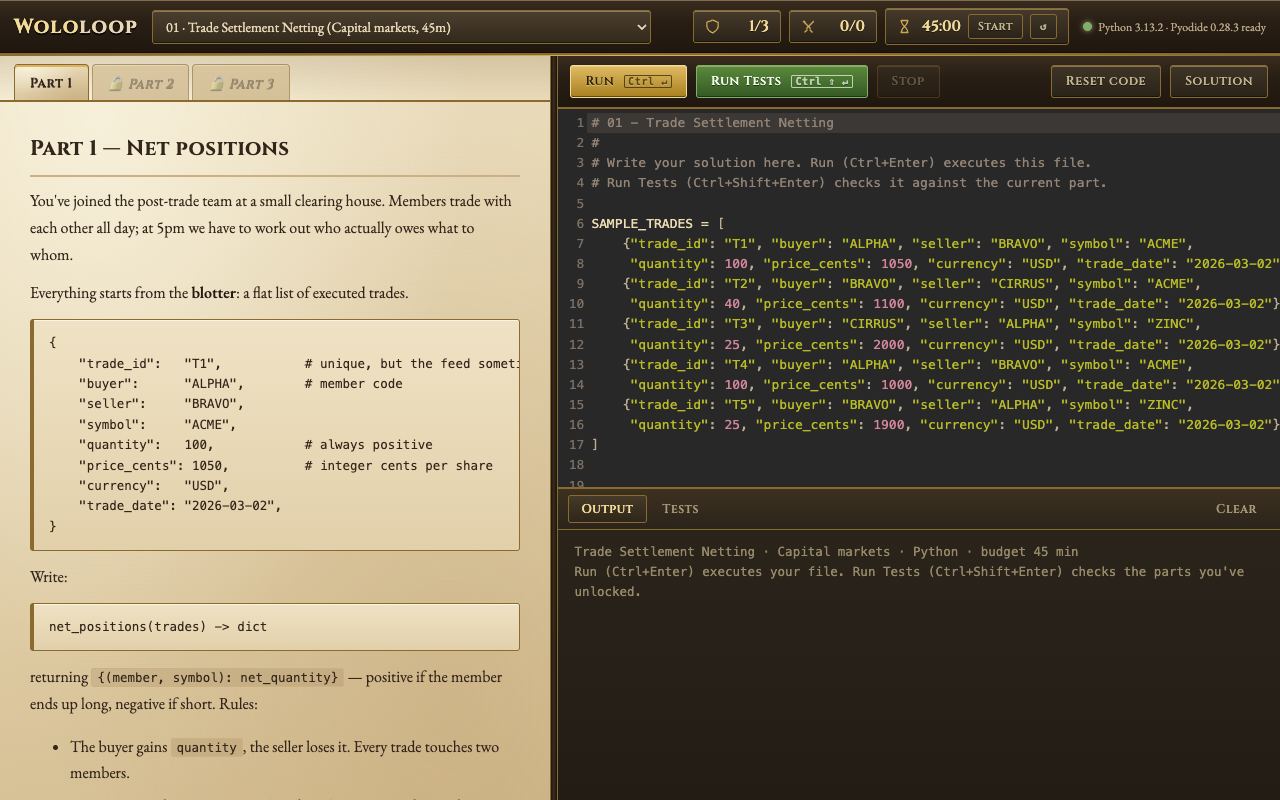 Wololoop
01 · Trade Settlement Netting (Capital markets, 45m)
1/3
0/0
45:00 Start ↺
Python 3.13.2 · Pyodide 0.28.3 ready
Part 1
Part 2
Part 3
Part 1 — Net positions
You've joined the post-trade team at a small clearing house. Members trade with
each other all day; at 5pm we have to work out who actually owes what to
whom.
Everything starts from the blotter: a flat list of executed trades.
{
"trade_id": "T1", # unique, but the feed someti
"buyer": "ALPHA", # member code
"seller": "BRAVO",
"symbol": "ACME",
"quantity": 100, # always positive
"price_cents": 1050, # integer cents per share
"currency": "USD",
"trade_date": "2026-03-02",
}
Write:
net_positions(trades) -> dict
returning {(member, symbol): net_quantity} — positive if the member
ends up long, negative if short. Rules:
• The buyer gains quantity , the seller loses it. Every trade touches two
members.
Run Ctrl ↵
Run Tests Ctrl ⇧ ↵
Stop
Reset code
Solution
1 # 01 — Trade Settlement Netting
2 #
3 # Write your solution here. Run (Ctrl+Enter) executes this file.
4 # Run Tests (Ctrl+Shift+Enter) checks it against the current part.
5
6 SAMPLE_TRADES = [
7 {"trade_id": "T1", "buyer": "ALPHA", "seller": "BRAVO", "symbol": "ACME",
8 "quantity": 100, "price_cents": 1050, "currency": "USD", "trade_date": "2026-03-02"
9 {"trade_id": "T2", "buyer": "BRAVO", "seller": "CIRRUS", "symbol": "ACME",
10 "quantity": 40, "price_cents": 1100, "currency": "USD", "trade_date": "2026-03-02"}
11 {"trade_id": "T3", "buyer": "CIRRUS", "seller": "ALPHA", "symbol": "ZINC",
12 "quantity": 25, "price_cents": 2000, "currency": "USD", "trade_date": "2026-03-02"}
13 {"trade_id": "T4", "buyer": "ALPHA", "seller": "BRAVO", "symbol": "ACME",
14 "quantity": 100, "price_cents": 1000, "currency": "USD", "trade_date": "2026-03-02"
15 {"trade_id": "T5", "buyer": "BRAVO", "seller": "ALPHA", "symbol": "ZINC",
16 "quantity": 25, "price_cents": 1900, "currency": "USD", "trade_date": "2026-03-02"}
17 ]
18
19
Output
Tests
Clear
Trade Settlement Netting · Capital markets · Python · budget 45 min
Run (Ctrl+Enter) executes your file. Run Tests (Ctrl+Shift+Enter) checks the parts you've
unlocked.